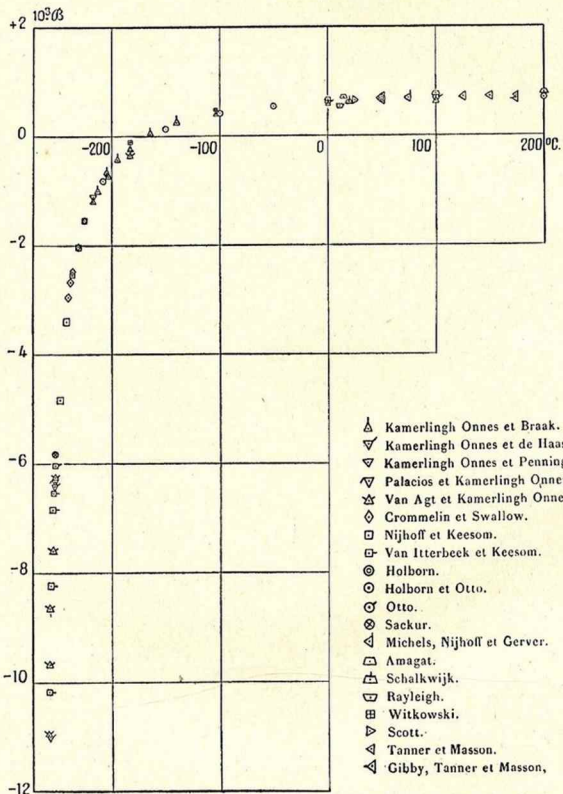 +2
10³ß
0
-200
-100
0
100
200 °C.
-2
-4
-6
-8
-10
-12
Kamerlingh Onnes et Braak.
Kamerlingh Onnes et de Haas
Kamerlingh Onnes et Penning
Palacios et Kamerlingh Onne
Van Agt et Kamerlingh Onne
Crommelin et Swallow.
Nijhoff et Keesom.
Van Itterbeek et Keesom.
Holborn.
Holborn et Otto.
Otto.
Sackur.
Michels, Nijhoff et Gerver.
Amagat.
Schalkwijk.
Rayleigh.
Witkowski.
Scott.
Tanner et Masson.
Gibby, Tanner et Masson,